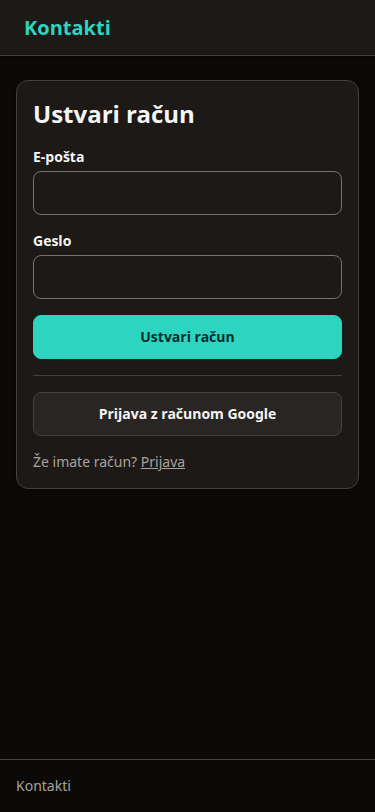 Kontakti
Ustvari račun
E-pošta
Geslo
Ustvari račun
Prijava z računom Google
Že imate račun? Prijava
Kontakti